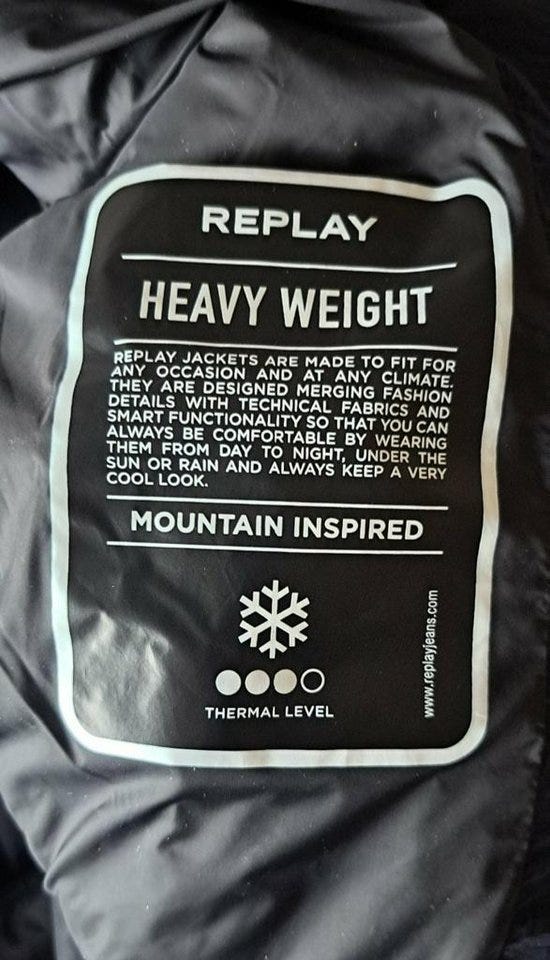 REPLAY
HEAVY WEIGHT
REPLAY JACKETS ARE MADE TO FIT FOR
ANY OCCASION AND AT ANY CLIMATE.
THEY ARE DESIGNED MERGING FASHION
DETAILS WITH TECHNICAL FABRICS AND
SMART FUNCTIONALITY SO THAT YOU CAN
ALWAYS BE COMFORTABLE BY WEARING
THEM FROM DAY TO NIGHT, UNDER THE
SUN OR RAIN AND ALWAYS KEEP A VERY
COOL LOOK.
MOUNTAIN INSPIRED
THERMAL LEVEL
www.replayjeans.com